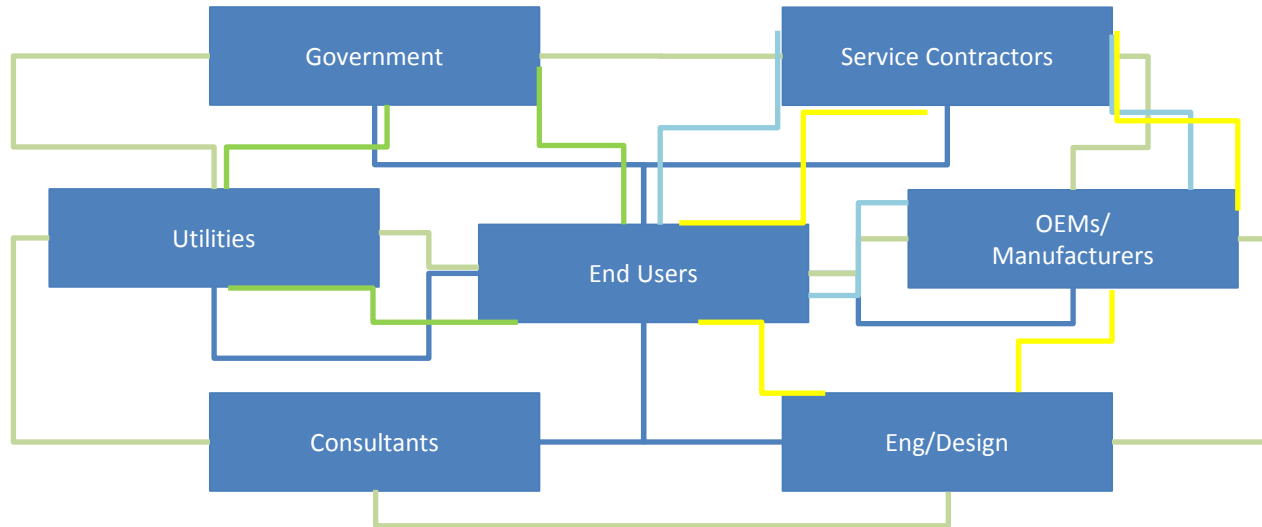 Government
Service Contractors
Utilities
End Users
OEMs/
Manufacturers
Consultants
Eng/Design